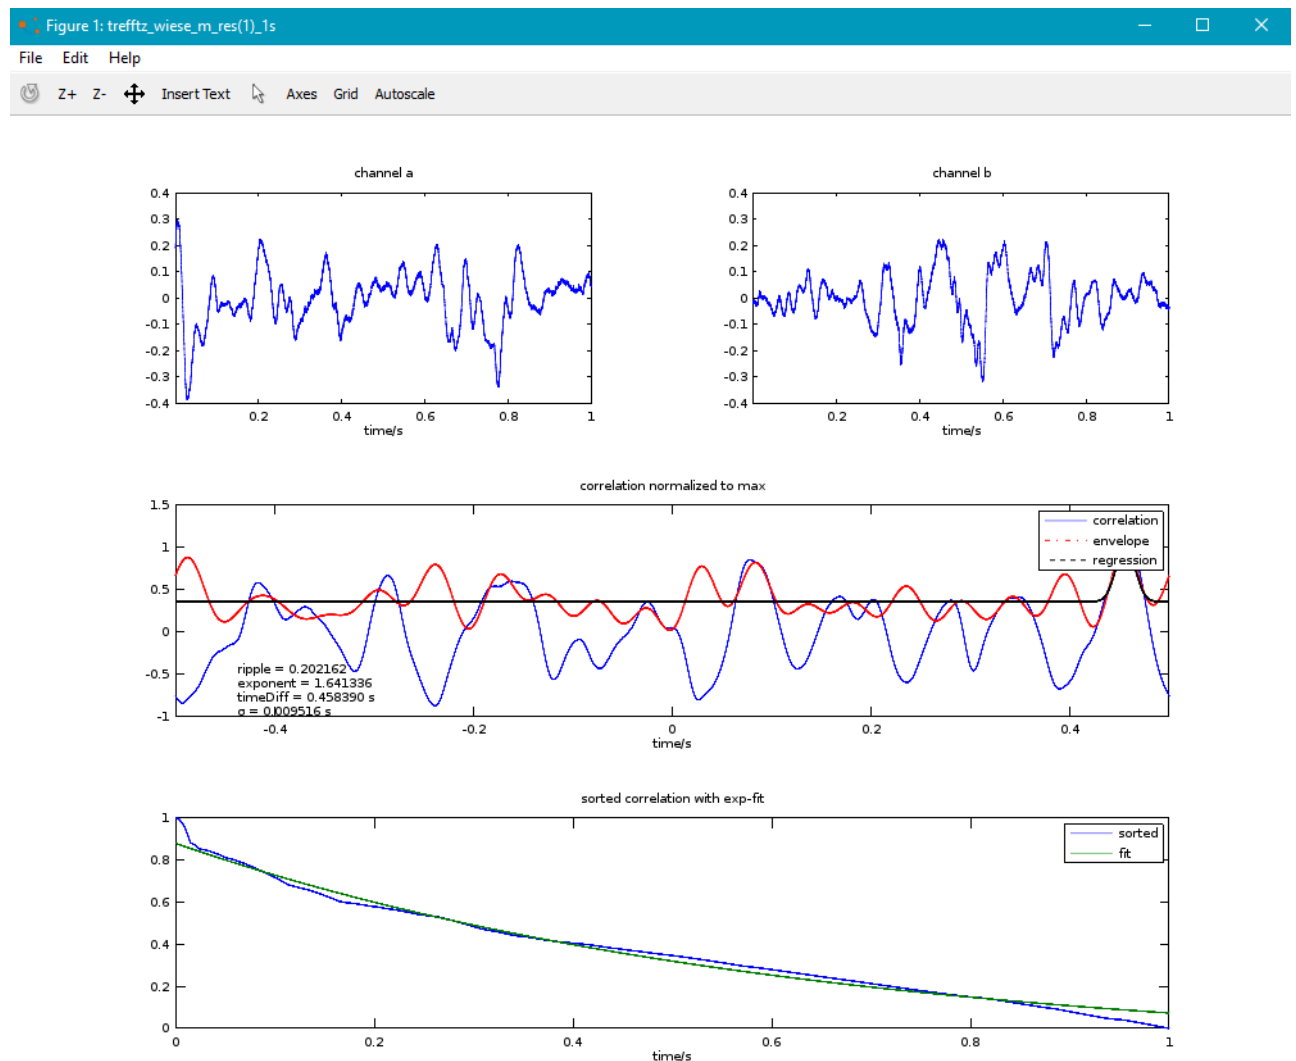 Figure 1: trefftz_wiese_m_res(1)_1s
File Edit Help
Z+ Z- Insert Text Axes Grid Autoscale
channel a
0.4
0.3
0.2
0.1
0
-0.1
-0.2
-0.3
-0.4
0.2 0.4 0.6 0.8 1
time/s
channel b
0.4
0.3
0.2
0.1
0
-0.1
-0.2
-0.3
-0.4
0.2 0.4 0.6 0.8 1
time/s
correlation normalized to max
1.5
1
0.5
0
-0.5
-1
correlation
envelope
regression
ripple = 0.202162
exponent = 1.641336
timeDiff = 0.458390 s
σ = 0.009516 s
-0.4 -0.2 0 0.2 0.4
time/s
sorted correlation with exp-fit
1
0.8
0.6
0.4
0.2
0
sorted
fit
0 0.2 0.4 0.6 0.8 1
time/s